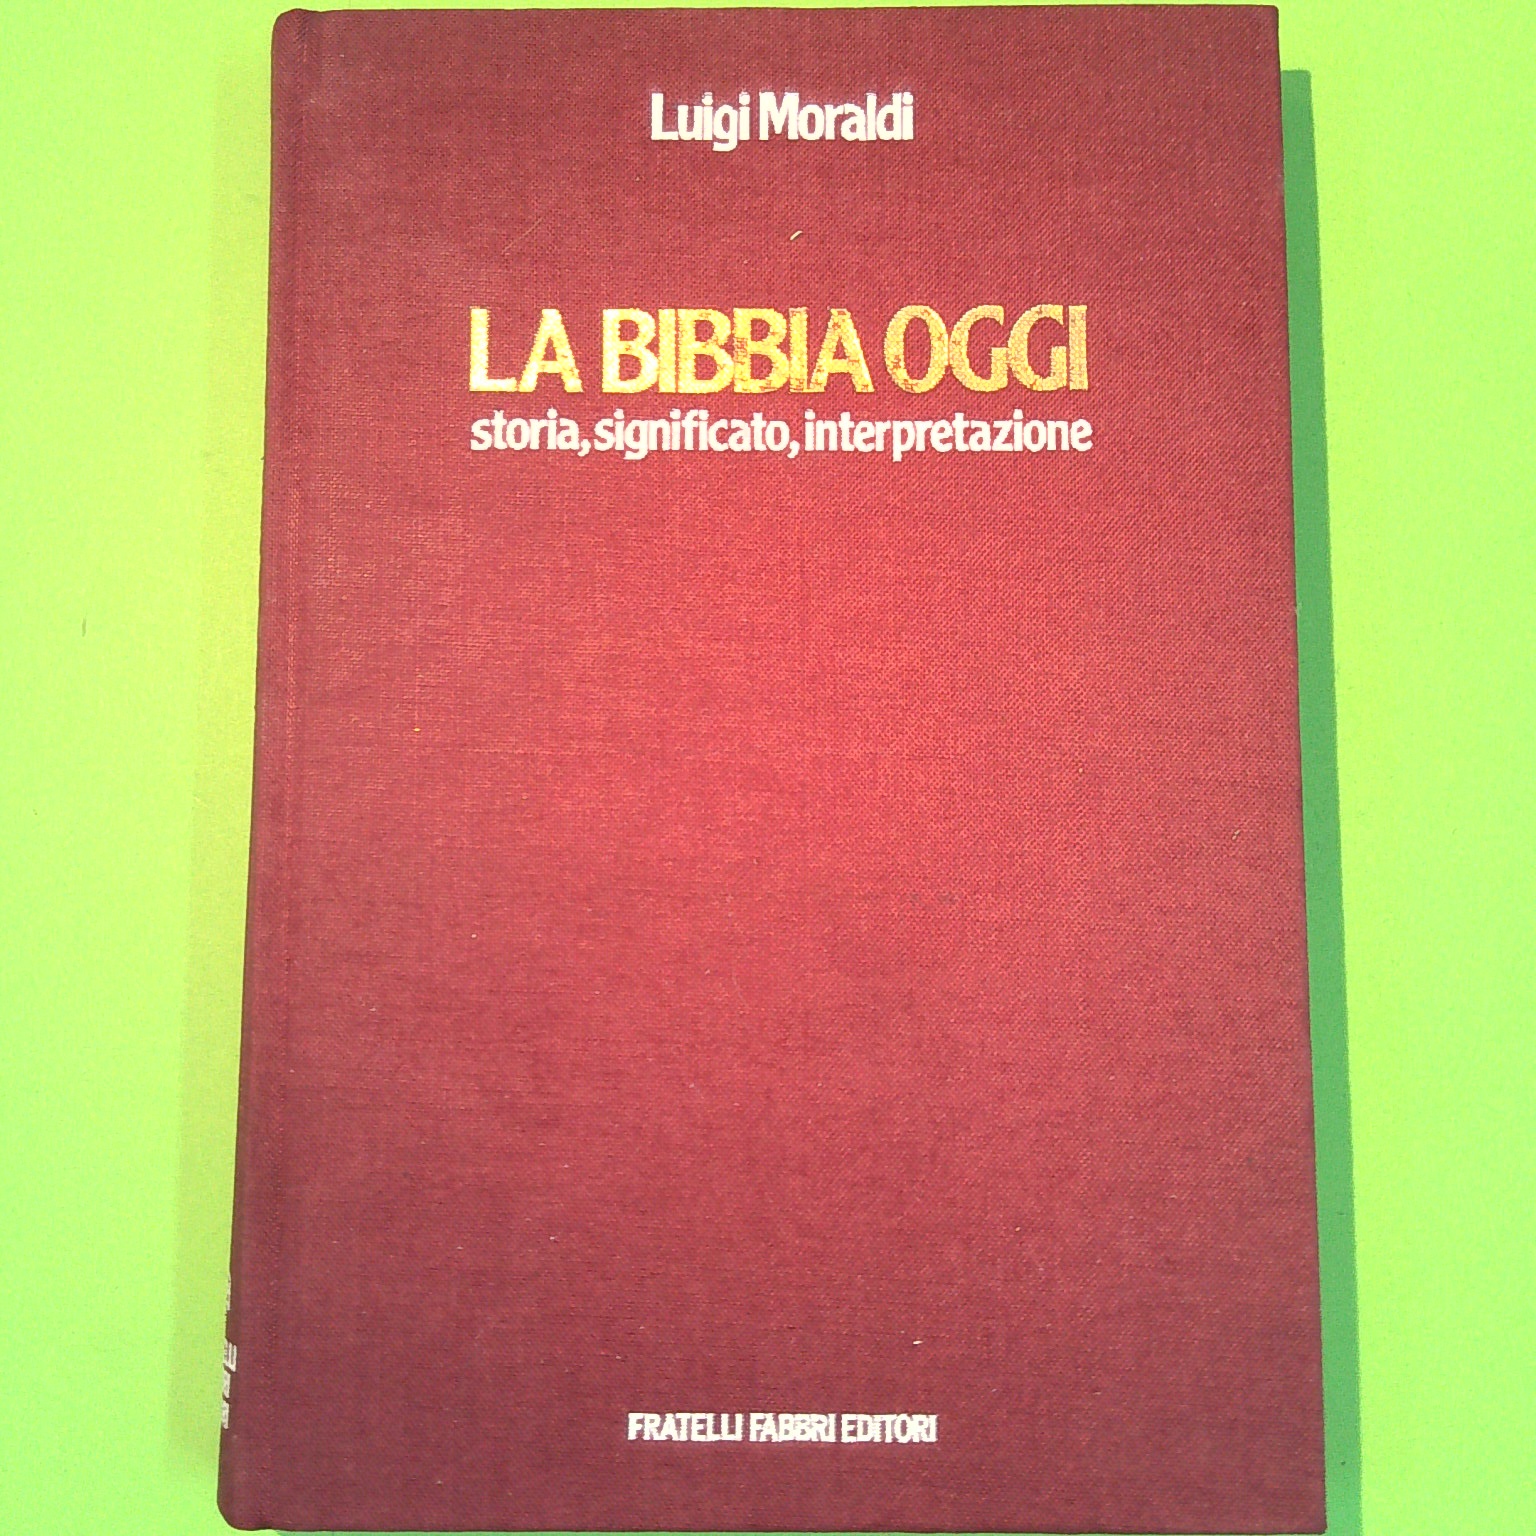 Luigi Moraldi
LA BIBBIA OGGI
storia, significato, interpretazione
FRATELLI FABBRI EDITORI